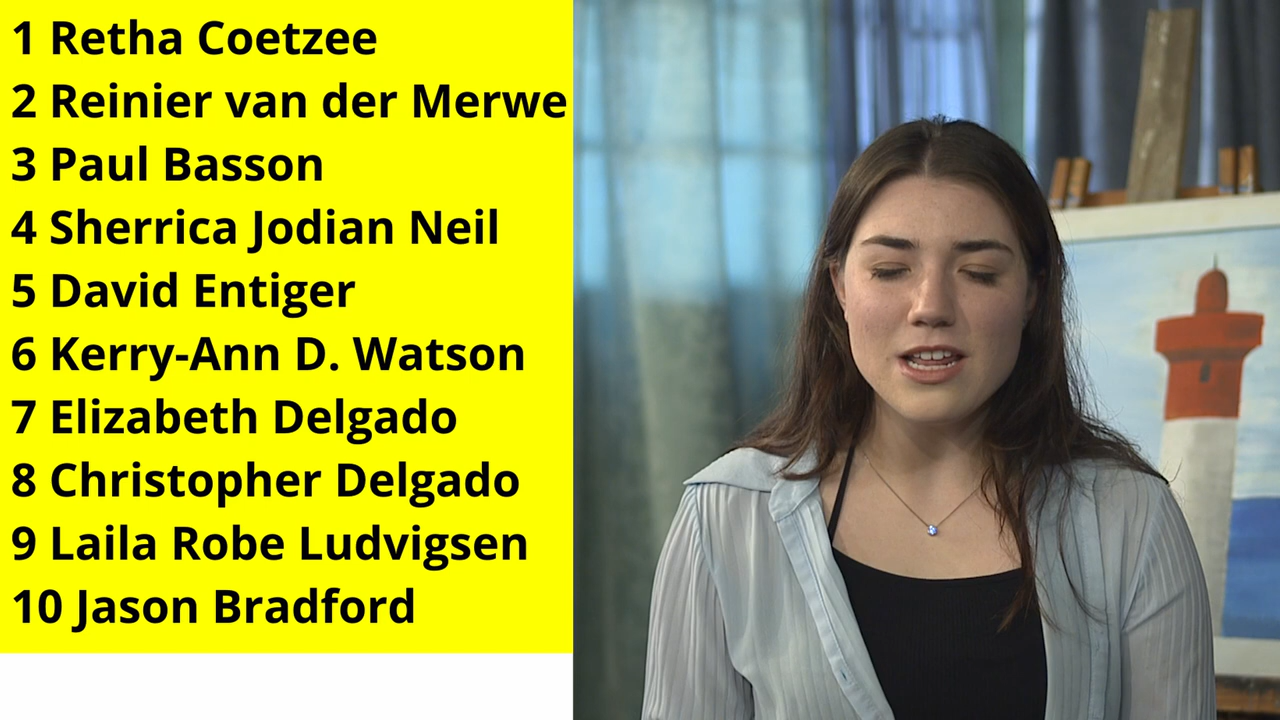 1 Retha Coetzee
2 Reinier van der Merwe
3 Paul Basson
4 Sherrica Jodian Neil
5 David Entiger
6 Kerry-Ann D. Watson
7 Elizabeth Delgado
8 Christopher Delgado
9 Laila Robe Ludvigsen
10 Jason Bradford